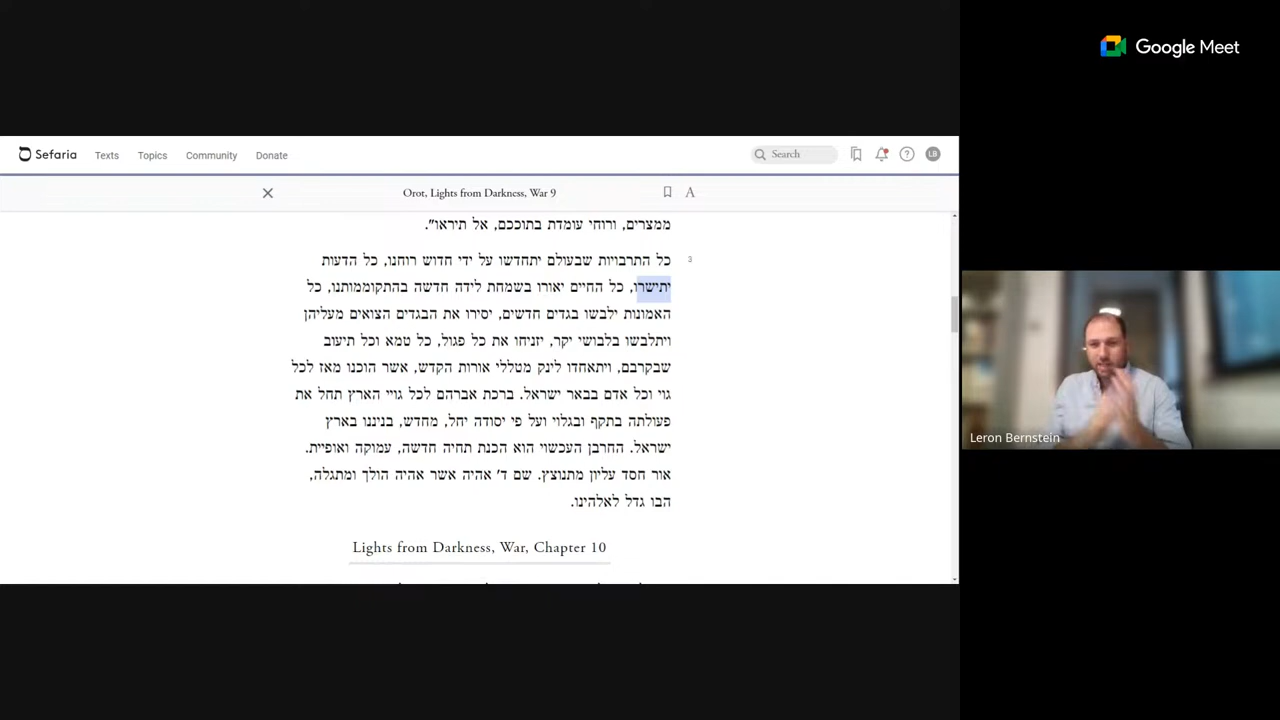 Google Meet
Sefaria Texts Topics Community Donate Search LB
Orot, Lights from Darkness, War 9 A
ממצרים, ורוחי עומדת בתוככם, אל תיראו״.
3
כל התרבויות שבעולם יתחדשו על ידי חדוש רוחנו, כל הדעות
יתישרו, כל החיים יאורו בשמחת לידה חדשה בהתקוממותנו, כל
האמונות ילבשו בגדים חדשים, יסירו את הבגדים הצואים מעליהן
ויתלבשו בלבושי יקר, יזניחו את כל פגול, כל טמא וכל תיעוב
שבקרבם, ויתאחדו לינק מטללי אורות הקדש, אשר הוכנו מאז לכל
גוי וכל אדם בבאר ישראל. ברכת אברהם לכל גויי הארץ תחל את
פעולתה בתקף ובגלוי ועל פי יסודה יחל, מחדש, בניננו בארץ
ישראל. החרבן העכשוי הוא הכנת תחיה חדשה, עמוקה ואופיית.
אור חסד עליון מתנוצץ. שם ד׳ אהיה אשר אהיה הולך ומתגלה,
הבו גדל לאלהינו.
Lights from Darkness, War, Chapter 10
Leron Bernstein